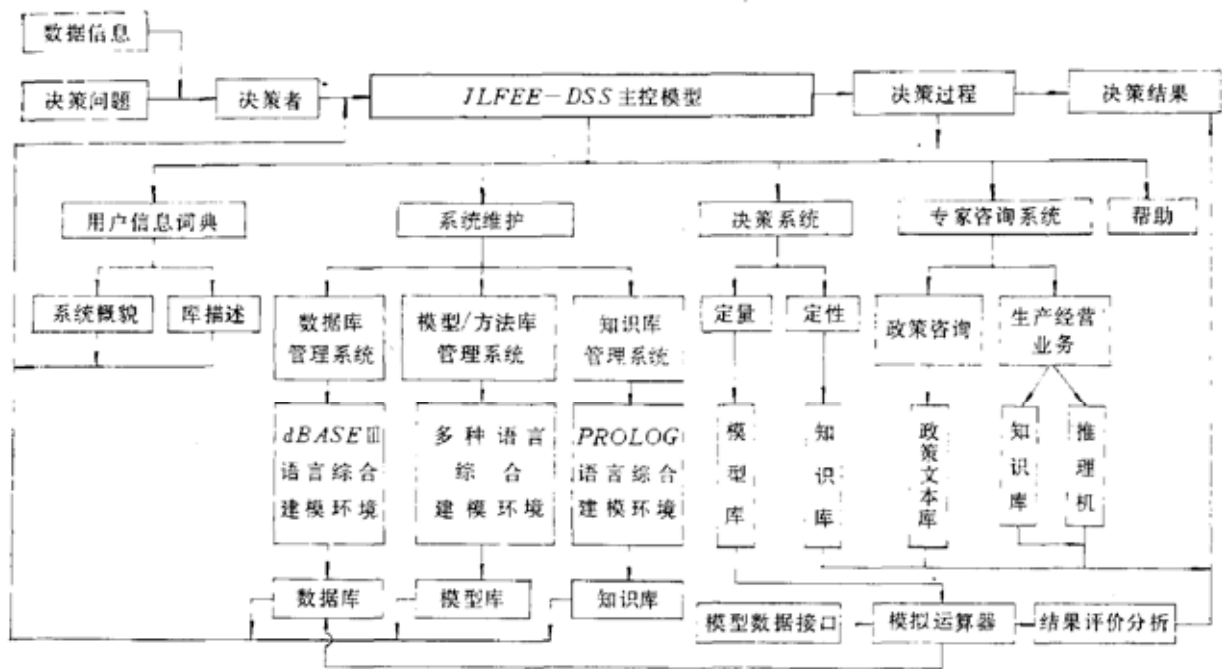 数据信息
决策问题
决策者
JLFEE-DSS主控模型
决策过程
决策结果
用户信息词典
系统维护
决策系统
专家咨询系统
帮助
系统概貌
库描述
数据库
管理系统
模型/方法库
管理系统
知识库
管理系统
定量
定性
政策咨询
生产经营
业务
dBASEⅢ
语言综合
建模环境
多种语言
综合
建模环境
PROLOG
语言综合
建模环境
模型库
知识库
政策文本库
知识库
推理机
数据库
模型库
知识库
模型数据接口
模拟运算器
结果评价分析